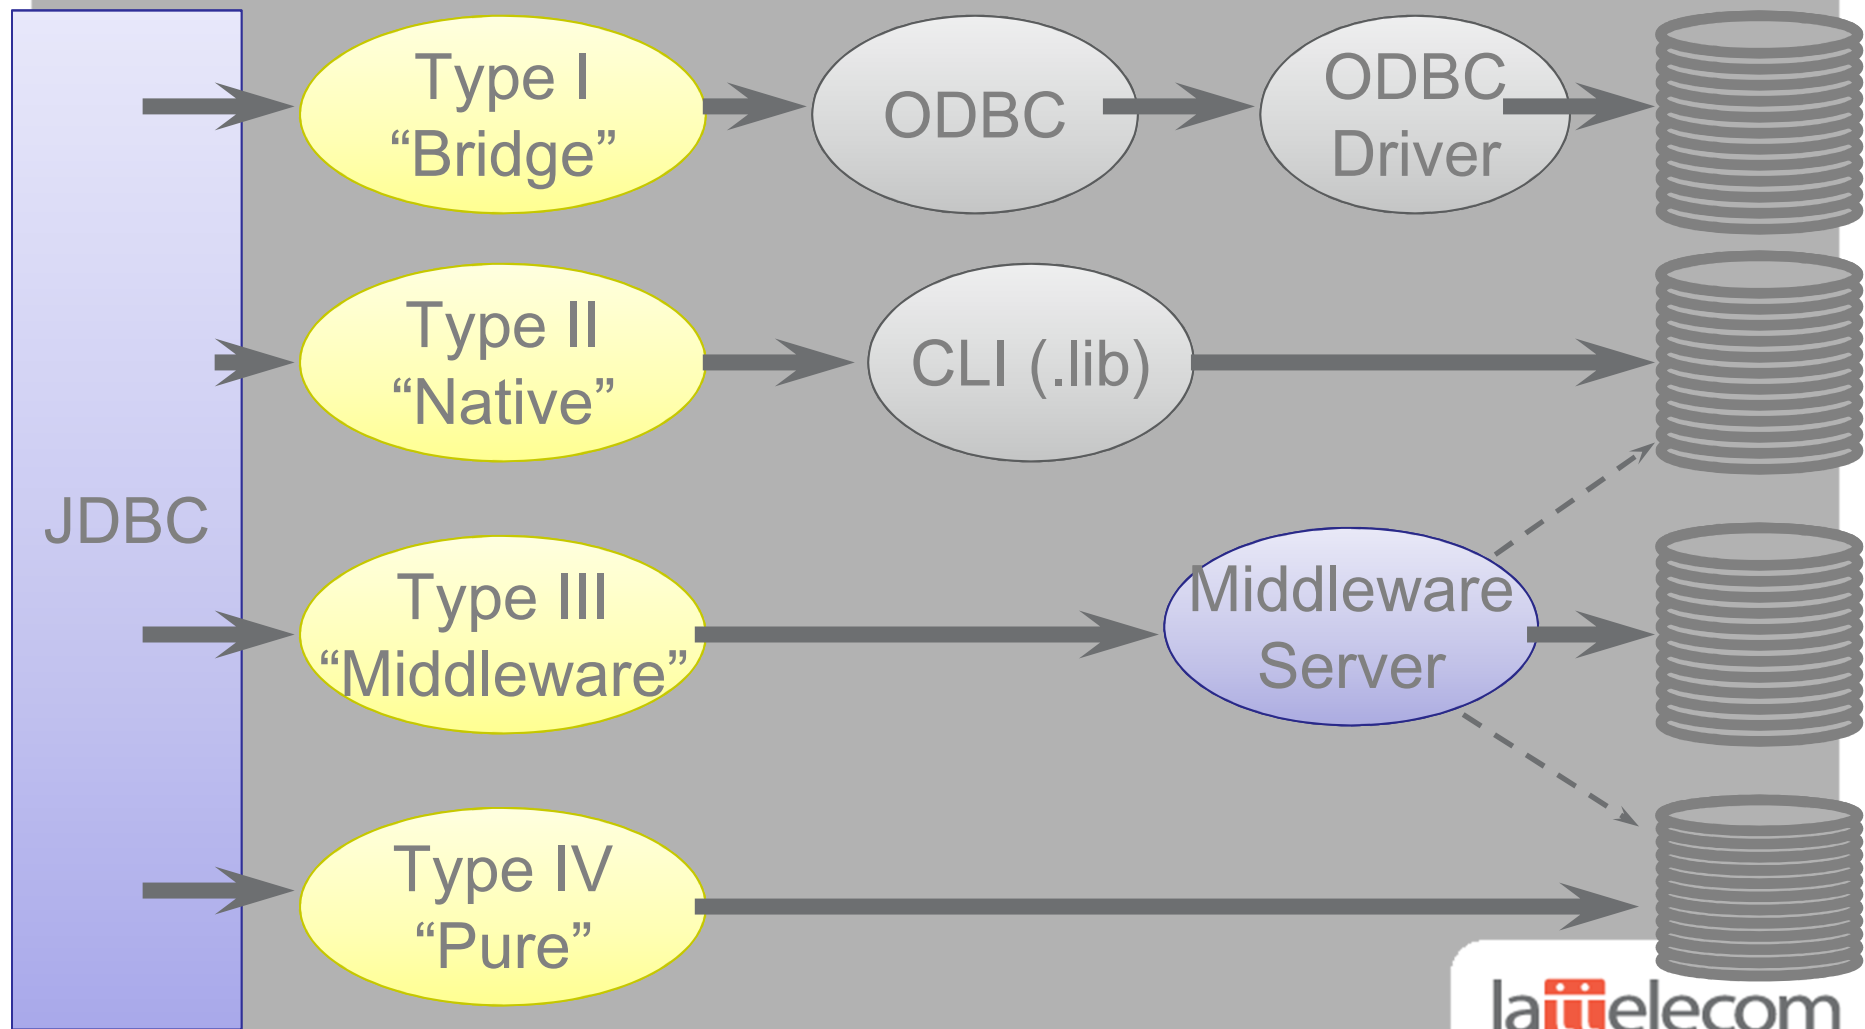 Type I
“Bridge”
ODBC
ODBC
Driver
Type II
“Native”
CLI (.lib)
JDBC
Type III
“Middleware”
Middleware
Server
Type IV
“Pure”
lattelecom